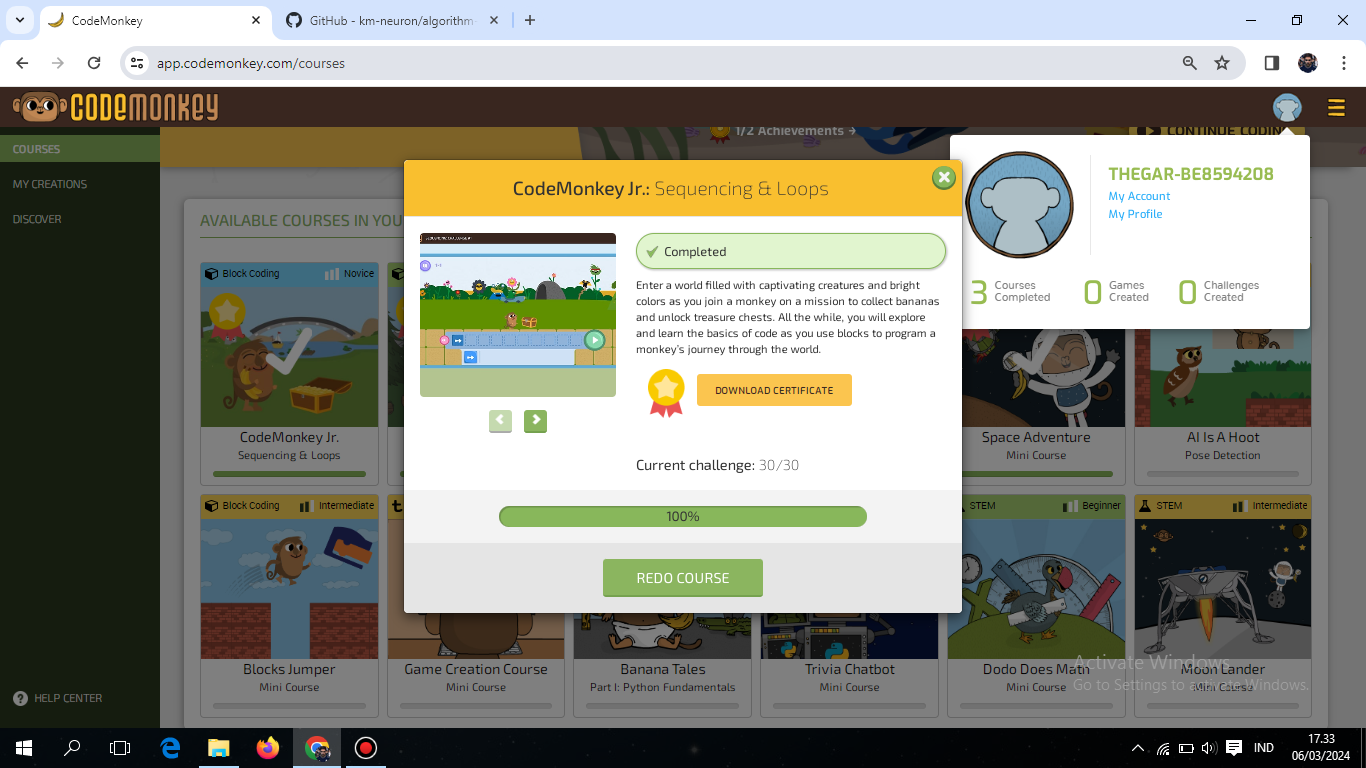 CodeMonkey
GitHub - km-neuron/algorithm-
app.codemonkey.com/courses
CODEMONKEY
1/2 Achievements →
CONTINUE CODIN
COURSES
MY CREATIONS
DISCOVER
THEGAR-BE8594208
My Account
My Profile
3 Courses Completed
0 Games Created
0 Challenges Created
AVAILABLE COURSES IN YOU
CodeMonkey Jr.: Sequencing & Loops
Completed
Enter a world filled with captivating creatures and bright
colors as you join a monkey on a mission to collect bananas
and unlock treasure chests. All the while, you will explore
and learn the basics of code as you use blocks to program a
monkey's journey through the world.
DOWNLOAD CERTIFICATE
Current challenge: 30/30
100%
REDO COURSE
Block Coding Novice
CodeMonkey Jr.
Sequencing & Loops
Space Adventure
Mini Course
AI Is A Hoot
Pose Detection
Block Coding Intermediate
STEM Beginner
STEM Intermediate
Blocks Jumper
Mini Course
Game Creation Course
Mini Course
Banana Tales
Part I: Python Fundamentals
Trivia Chatbot
Mini Course
Dodo Does Math
Mini Course
Moon Lander
Mini Course
Activate Windows
Go to Settings to activate Windows.
HELP CENTER
IND
17.33
06/03/2024